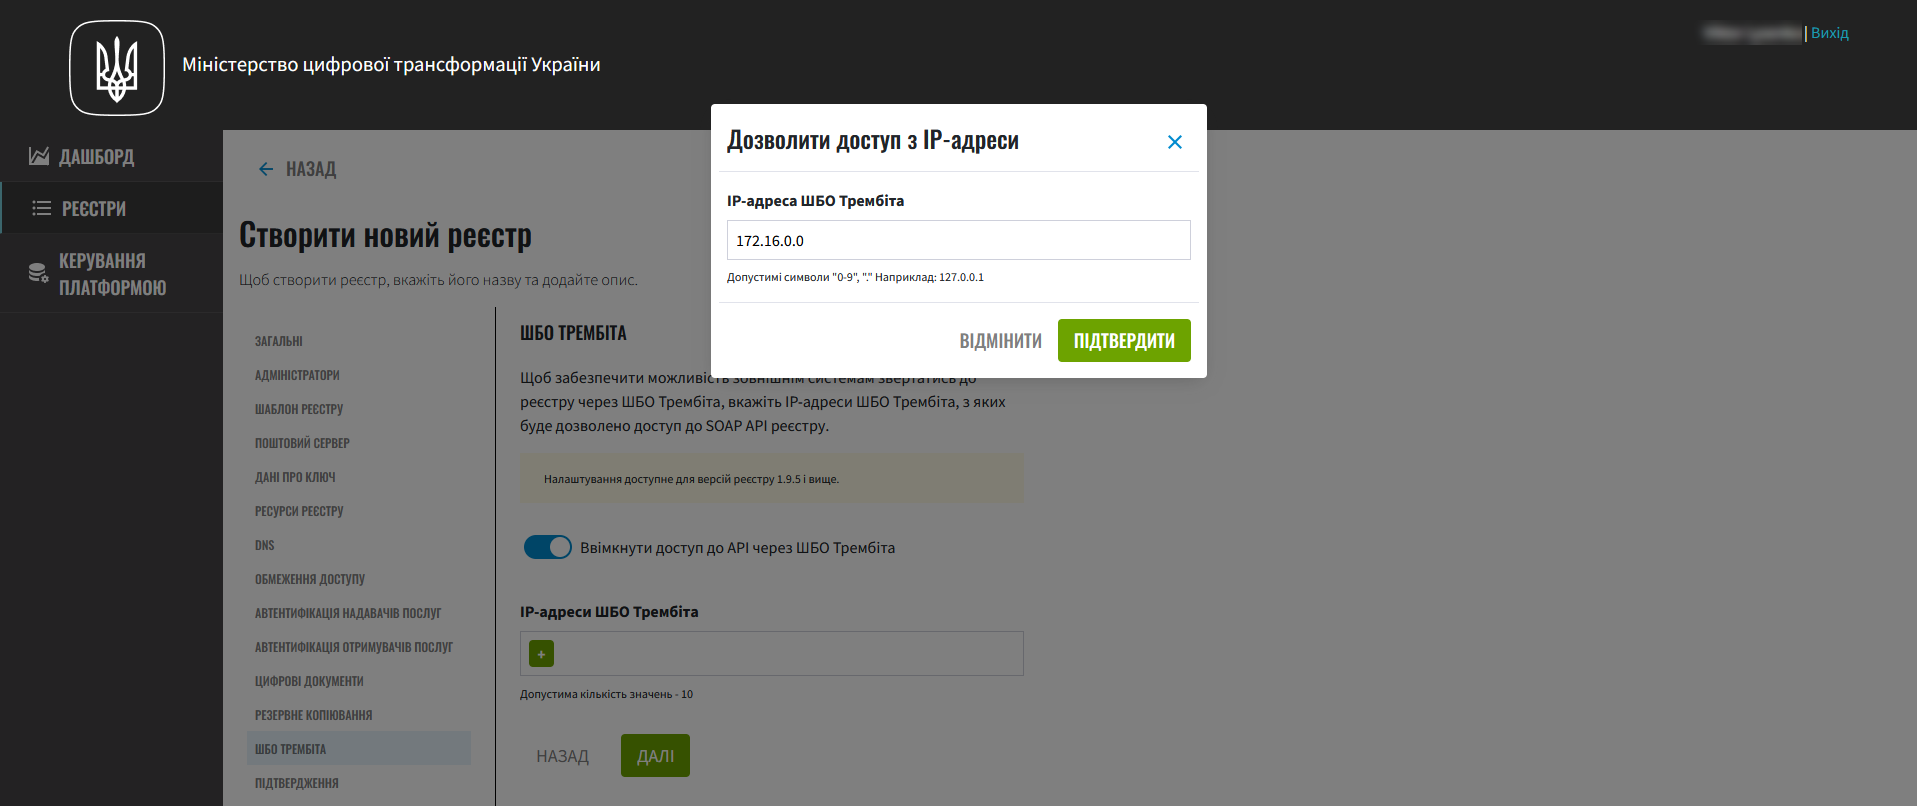 Міністерство цифрової трансформації України
| Вихід
ДАШБОРД
РЕЄСТРИ
КЕРУВАННЯ
ПЛАТФОРМОЮ
НАЗАД
Створити новий реєстр
Щоб створити реєстр, вкажіть його назву та додайте опис.
ЗАГАЛЬНІ
АДМІНІСТРАТОРИ
ШАБЛОН РЕЄСТРУ
ПОШТОВИЙ СЕРВЕР
ДАНІ ПРО КЛЮЧ
РЕСУРСИ РЕЄСТРУ
DNS
ОБМЕЖЕННЯ ДОСТУПУ
АВТЕНТИФІКАЦІЯ НАДАВАЧІВ ПОСЛУГ
АВТЕНТИФІКАЦІЯ ОТРИМУВАЧІВ ПОСЛУГ
ЦИФРОВІ ДОКУМЕНТИ
РЕЗЕРВНЕ КОПІЮВАННЯ
ШБО ТРЕМБІТА
ПІДТВЕРДЖЕННЯ
Дозволити доступ з IP-адреси
IP-адреса ШБО Трембіта
172.16.0.0
Допустимі символи "0-9", "." Наприклад: 127.0.0.1
ВІДМІНИТИ
ПІДТВЕРДИТИ
ШБО ТРЕМБІТА
Щоб забезпечити можливість зовнішнім системам звертатись до
реєстру через ШБО Трембіта, вкажіть IP-адреси ШБО Трембіта, з яких
буде дозволено доступ до SOAP API реєстру.
Налаштування доступне для версій реєстру 1.9.5 і вище.
Ввімкнути доступ до API через ШБО Трембіта
IP-адреси ШБО Трембіта
+
Допустима кількість значень - 10
НАЗАД
ДАЛІ